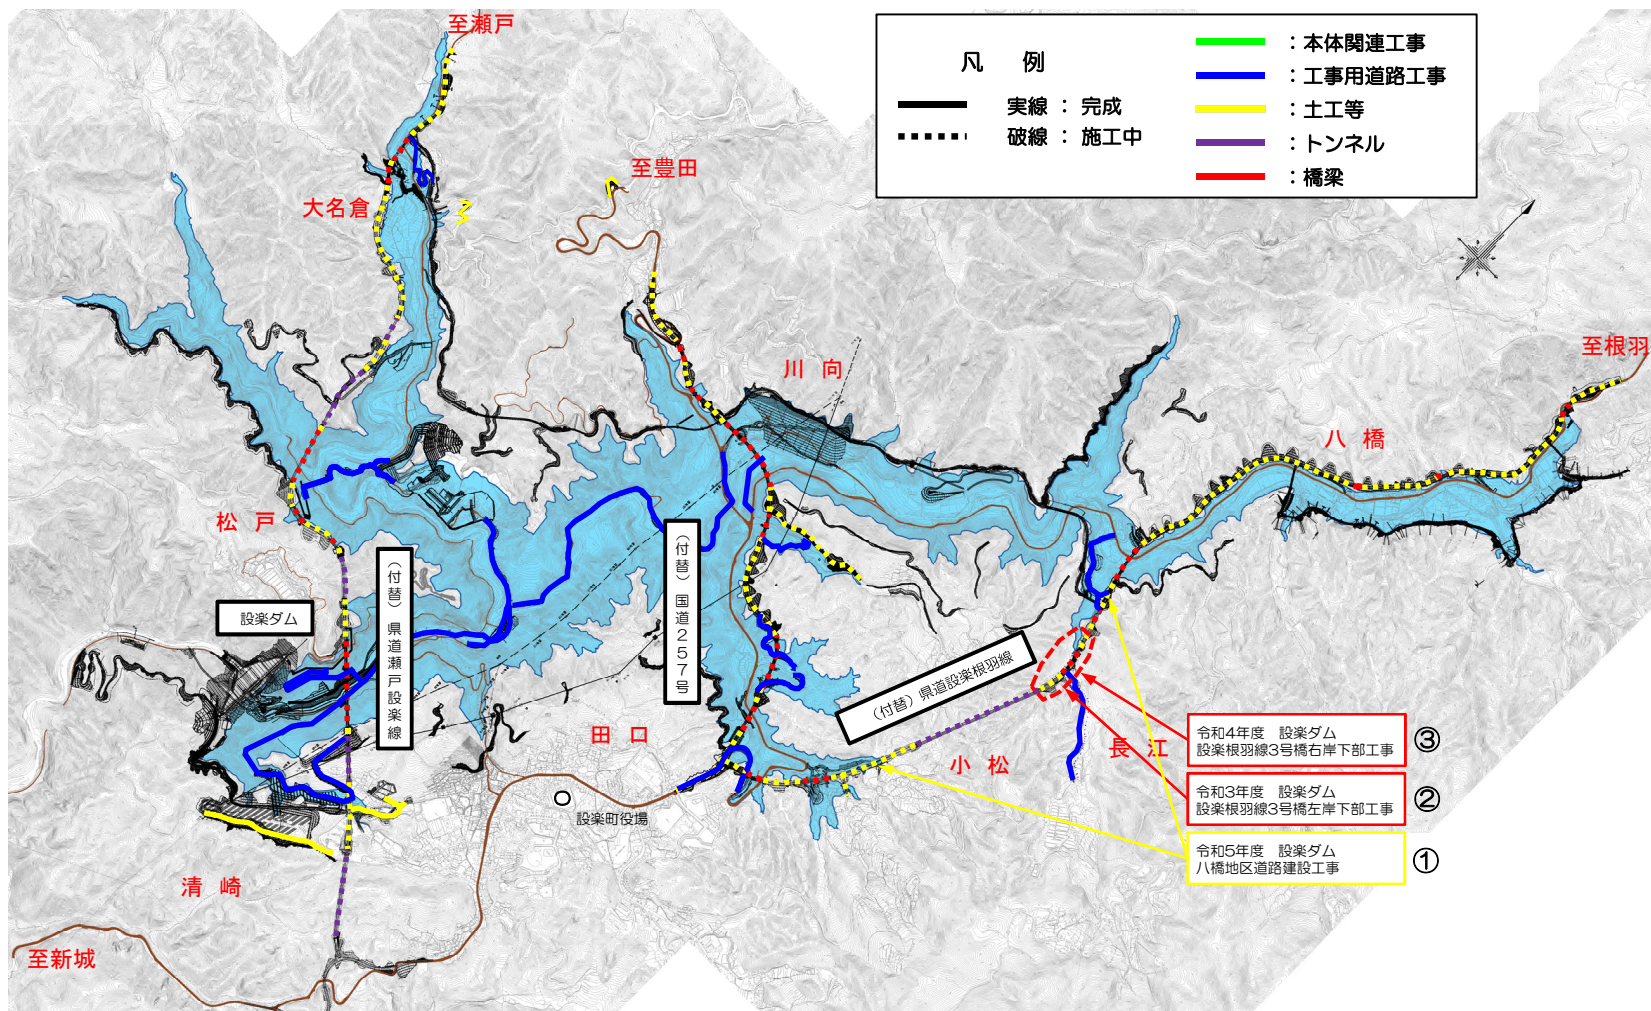 至瀬戸
凡 例
実線 ： 完成
破線 ： 施工中
：本体関連工事
：工事用道路工事
：土工等
：トンネル
：橋梁
至豊田
大名倉
川 向
至根羽
八 橋
松 戸
設楽ダム
（付替）県道瀬戸設楽線
（付替）国道２５７号
（付替）県道設楽根羽線
田 口
小 松
長 江
設楽町役場
令和4年度 設楽ダム
設楽根羽線3号橋右岸下部工事
③
令和3年度 設楽ダム
設楽根羽線3号橋左岸下部工事
②
令和5年度 設楽ダム
八橋地区道路建設工事
①
清 崎
至新城